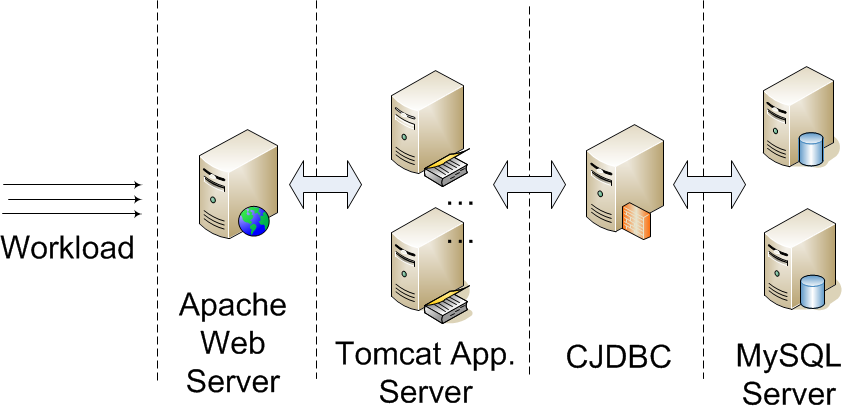 Workload
Apache
Web
Server
...
...
Tomcat App.
Server
CJDBC
MySQL
Server